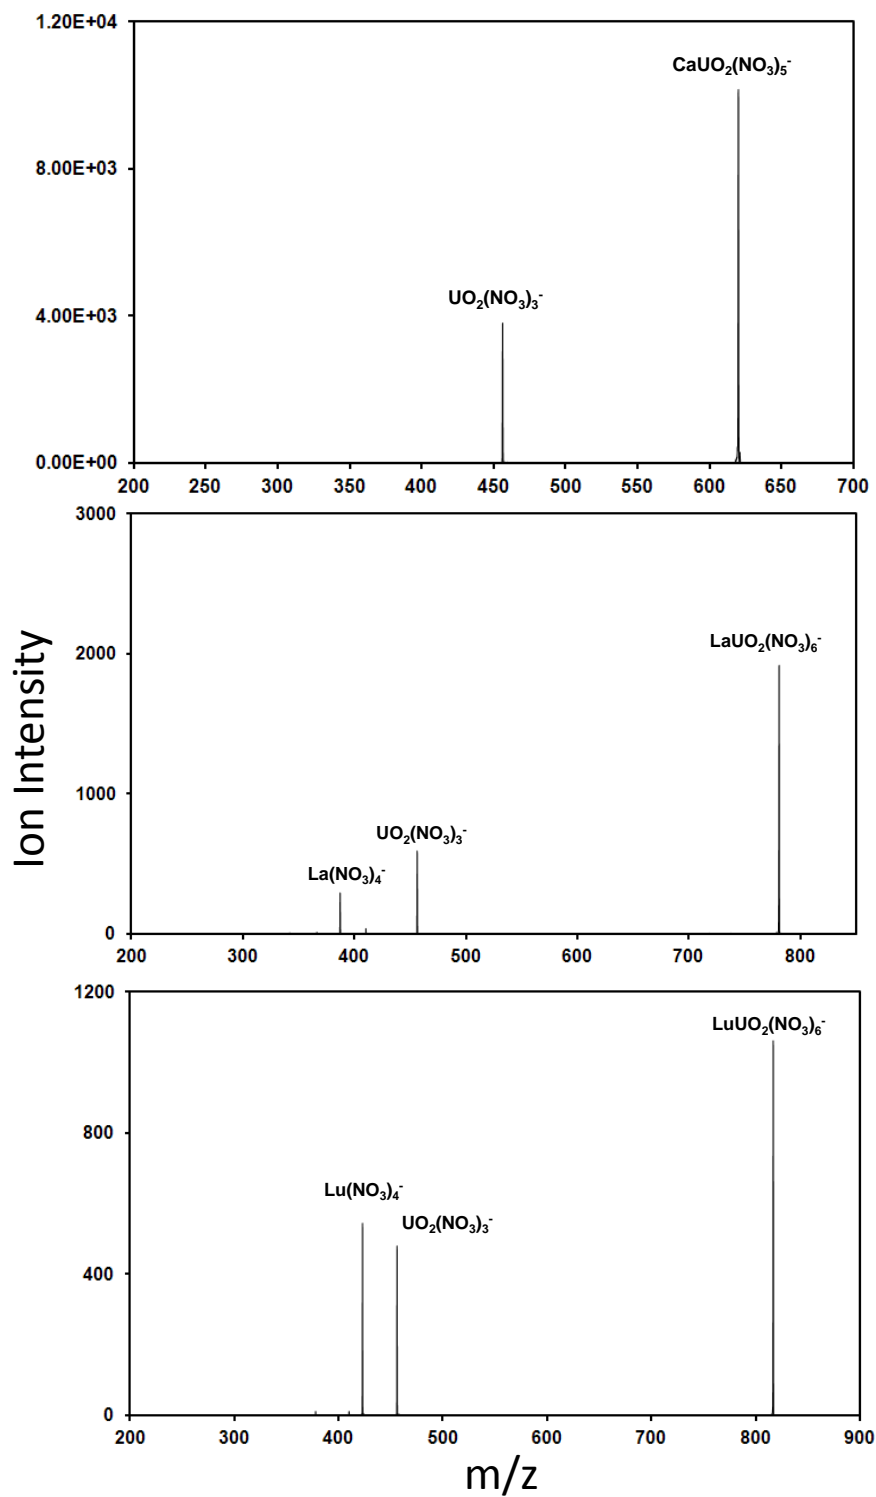 1.20E+04
CaUO₂(NO₃)₅⁻
8.00E+03
UO₂(NO₃)₃⁻
4.00E+03
0.00E+00
200 250 300 350 400 450 500 550 600 650 700
3000
LaUO₂(NO₃)₆⁻
2000
Ion Intensity
1000
UO₂(NO₃)₃⁻
La(NO₃)₄⁻
0
200 300 400 500 600 700 800
1200
LuUO₂(NO₃)₆⁻
800
Lu(NO₃)₄⁻
UO₂(NO₃)₃⁻
400
0
200 300 400 500 600 700 800 900
m/z